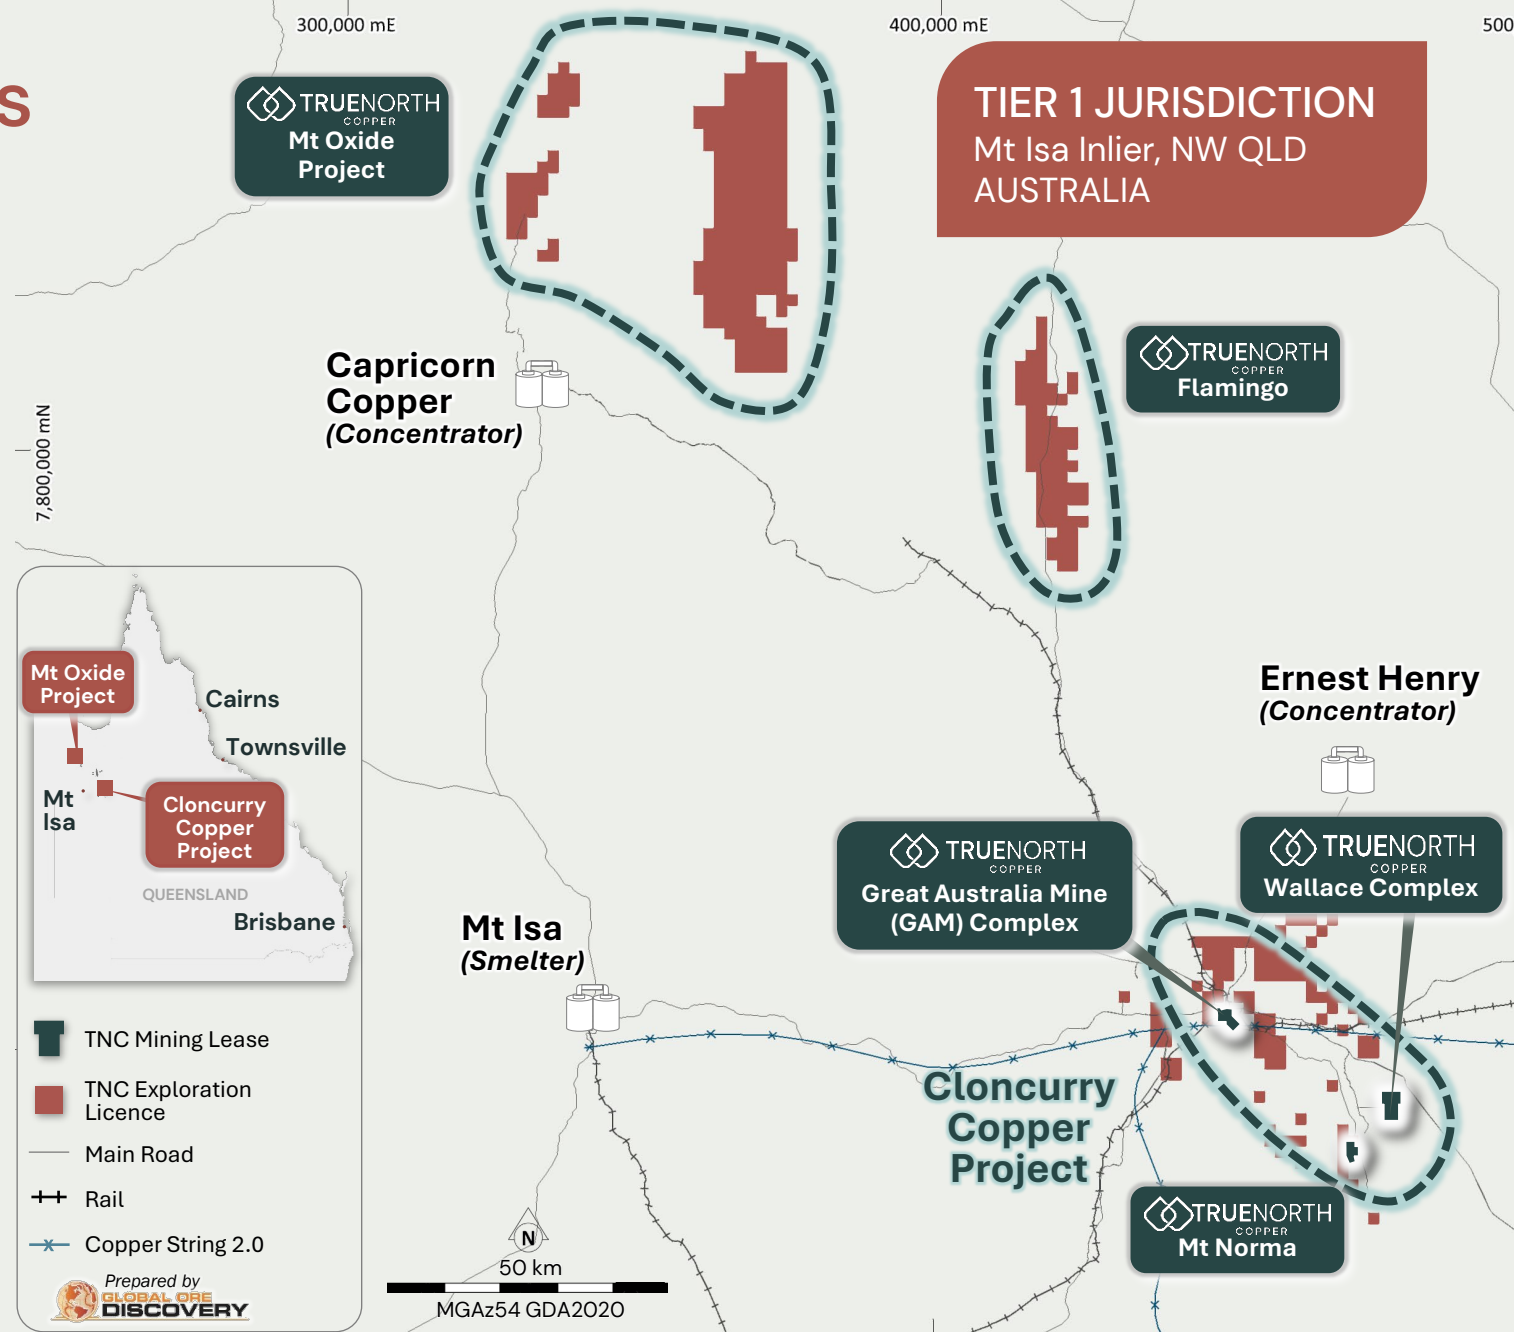 300,000 mE
400,000 mE
500
S
TRUENORTH
COPPER
Mt Oxide
Project
TIER 1 JURISDICTION
Mt Isa Inlier, NW QLD
AUSTRALIA
TRUENORTH
COPPER
Flamingo
Capricorn
Copper
(Concentrator)
7,800,000 mN
Ernest Henry
(Concentrator)
Mt Oxide
Project
Cairns
Townsville
Mt
Isa
Cloncurry
Copper
Project
QUEENSLAND
Brisbane
TRUENORTH
COPPER
Great Australia Mine
(GAM) Complex
TRUENORTH
COPPER
Wallace Complex
Mt Isa
(Smelter)
Cloncurry
Copper
Project
TRUENORTH
COPPER
Mt Norma
TNC Mining Lease
TNC Exploration
Licence
Main Road
Rail
Copper String 2.0
Prepared by
GLOBAL ORE
DISCOVERY
N
50 km
MGAz54 GDA2020